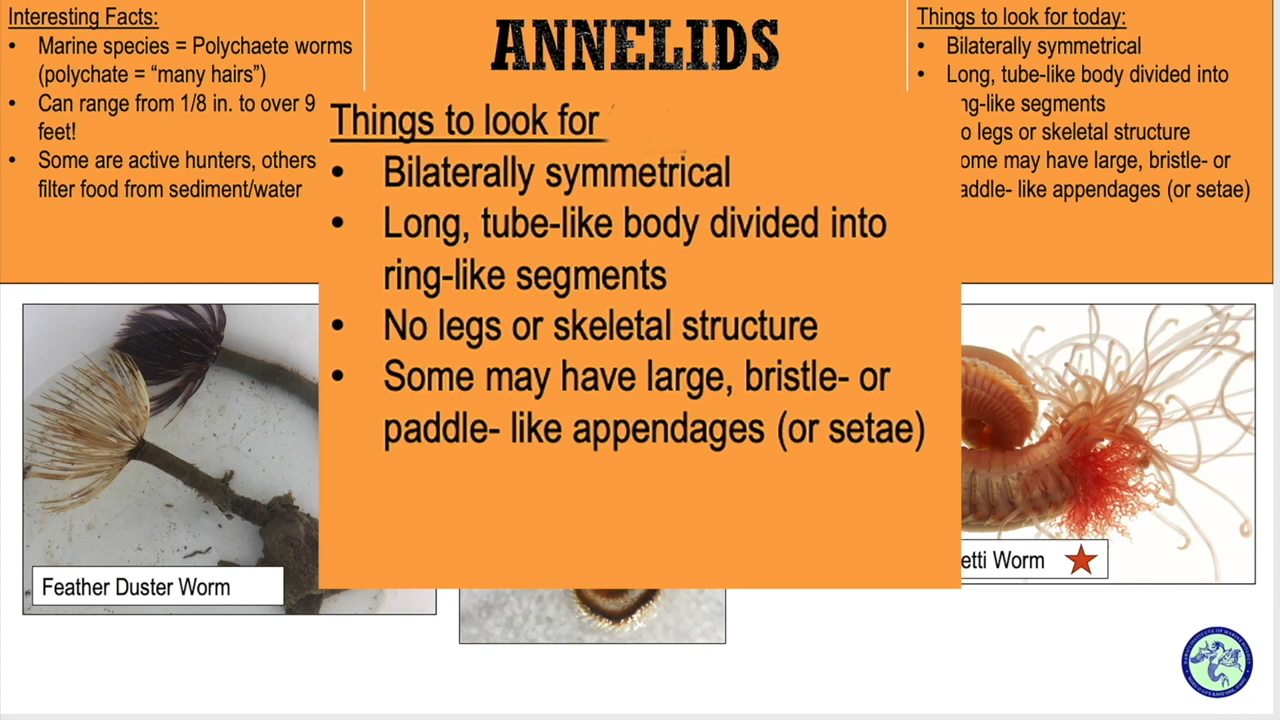 Interesting Facts:
• Marine species = Polychaete worms
(polychate = “many hairs”)
• Can range from 1/8 in. to over 9
feet!
• Some are active hunters, others
filter food from sediment/water
ANNELIDS
Things to look for
• Bilaterally symmetrical
• Long, tube-like body divided into
ring-like segments
• No legs or skeletal structure
• Some may have large, bristle- or
paddle- like appendages (or setae)
Things to look for today:
• Bilaterally symmetrical
• Long, tube-like body divided into
ng-like segments
o legs or skeletal structure
ome may have large, bristle- or
addle- like appendages (or setae)
Feather Duster Worm
etti Worm